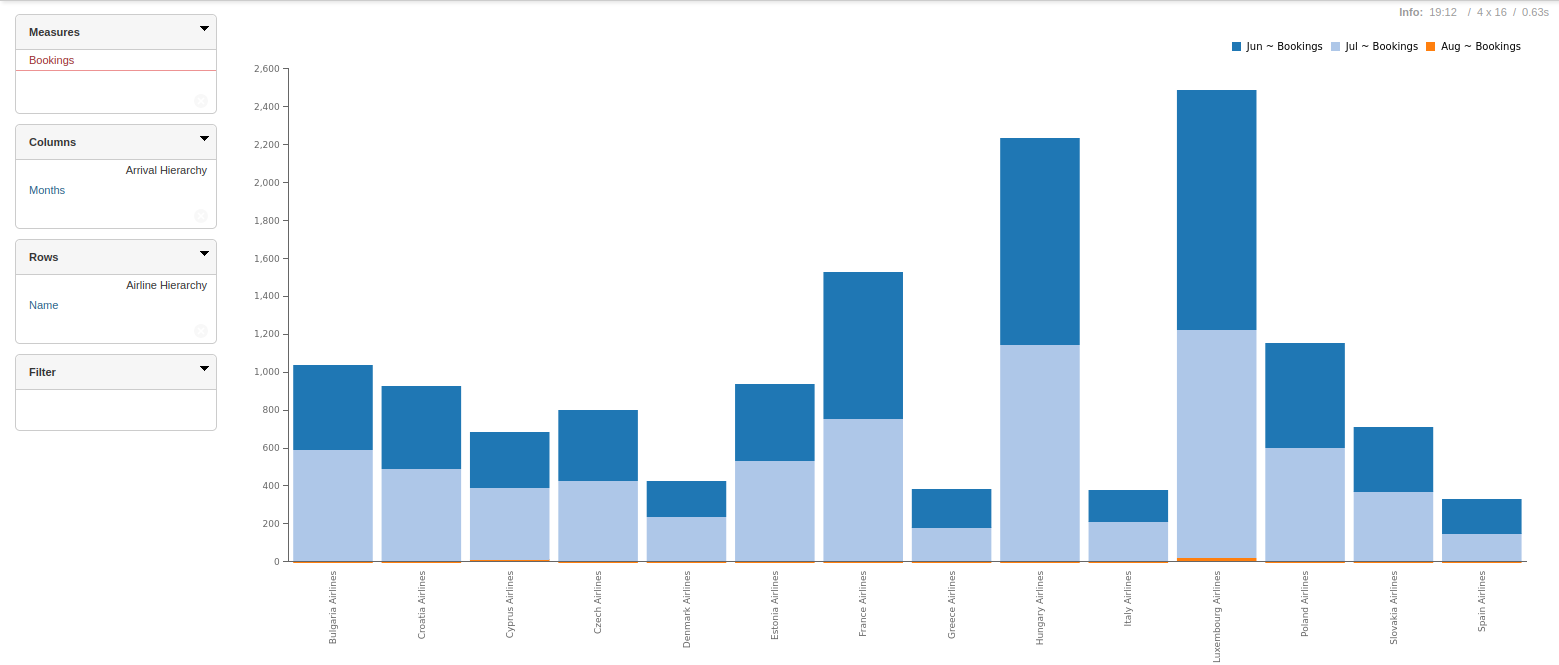 Info: 19:12 / 4 x 16 / 0.63s
Measures
Bookings
Columns
Arrival Hierarchy
Months
Rows
Airline Hierarchy
Name
Filter
Jun ~ Bookings Jul ~ Bookings Aug ~ Bookings
2,600
2,400
2,200
2,000
1,800
1,600
1,400
1,200
1,000
800
600
400
200
0
Bulgaria Airlines
Croatia Airlines
Cyprus Airlines
Czech Airlines
Denmark Airlines
Estonia Airlines
France Airlines
Greece Airlines
Hungary Airlines
Italy Airlines
Luxembourg Airlines
Poland Airlines
Slovakia Airlines
Spain Airlines